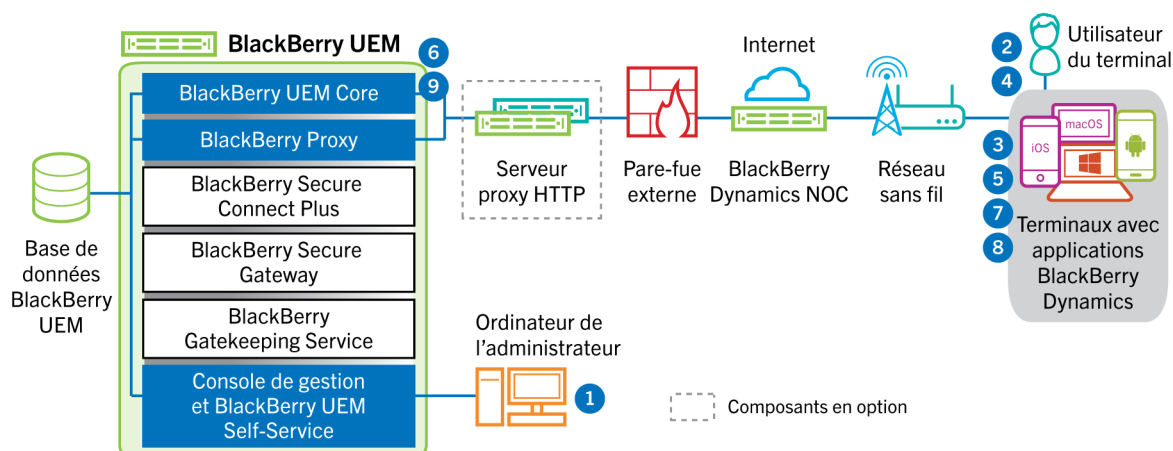 BlackBerry UEM
6
9
BlackBerry UEM Core
BlackBerry Proxy
BlackBerry Secure
Connect Plus
BlackBerry Secure
Gateway
BlackBerry
Gatekeeping Service
Console de gestion
et BlackBerry UEM
Self-Service
Base de
données
BlackBerry
UEM
Serveur
proxy HTTP
Pare-fue
externe
Internet
BlackBerry
Dynamics NOC
Réseau
sans fil
2
4
Utilisateur
du terminal
macOS
iOS
3
5
7
8
Terminaux avec
applications
BlackBerry
Dynamics
Ordinateur de
l'administrateur
1
Composants en option